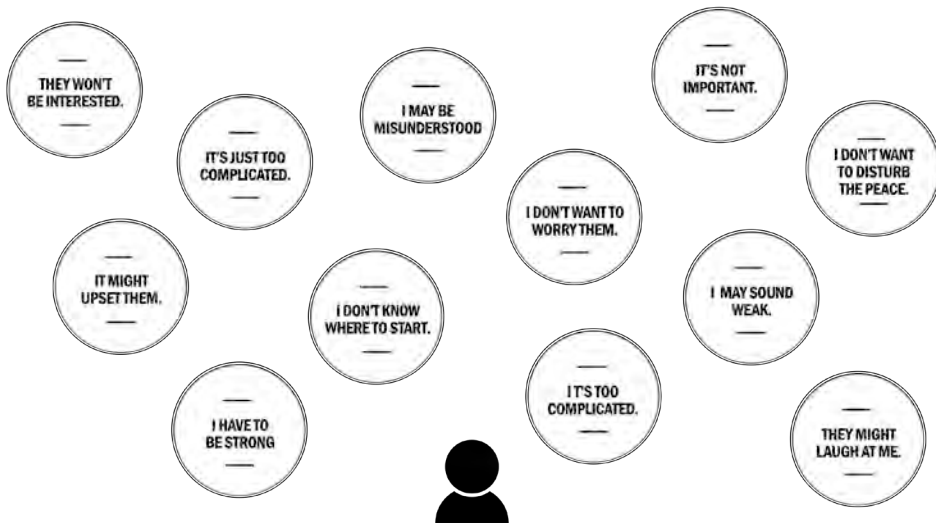 THEY WON'T
BE INTERESTED.
IT'S JUST TOO
COMPLICATED.
I MAY BE
MISUNDERSTOOD
IT'S NOT
IMPORTANT.
I DON'T WANT
TO DISTURB
THE PEACE.
I DON'T WANT TO
WORRY THEM.
IT MIGHT
UPSET THEM.
I DON'T KNOW
WHERE TO START.
I MAY SOUND
WEAK.
I HAVE TO
BE STRONG
IT'S TOO
COMPLICATED.
THEY MIGHT
LAUGH AT ME.